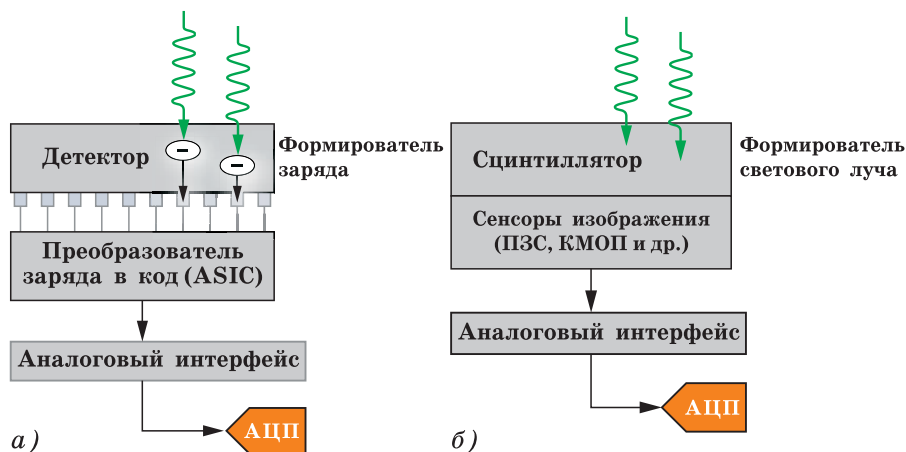 Детектор
Формирователь
заряда
Преобразователь
заряда в код (ASIC)
Аналоговый интерфейс
АЦП
а)
Сцинтиллятор
Формирователь
светового луча
Сенсоры изображения
(ПЗС, КМОП и др.)
Аналоговый интерфейс
АЦП
б)